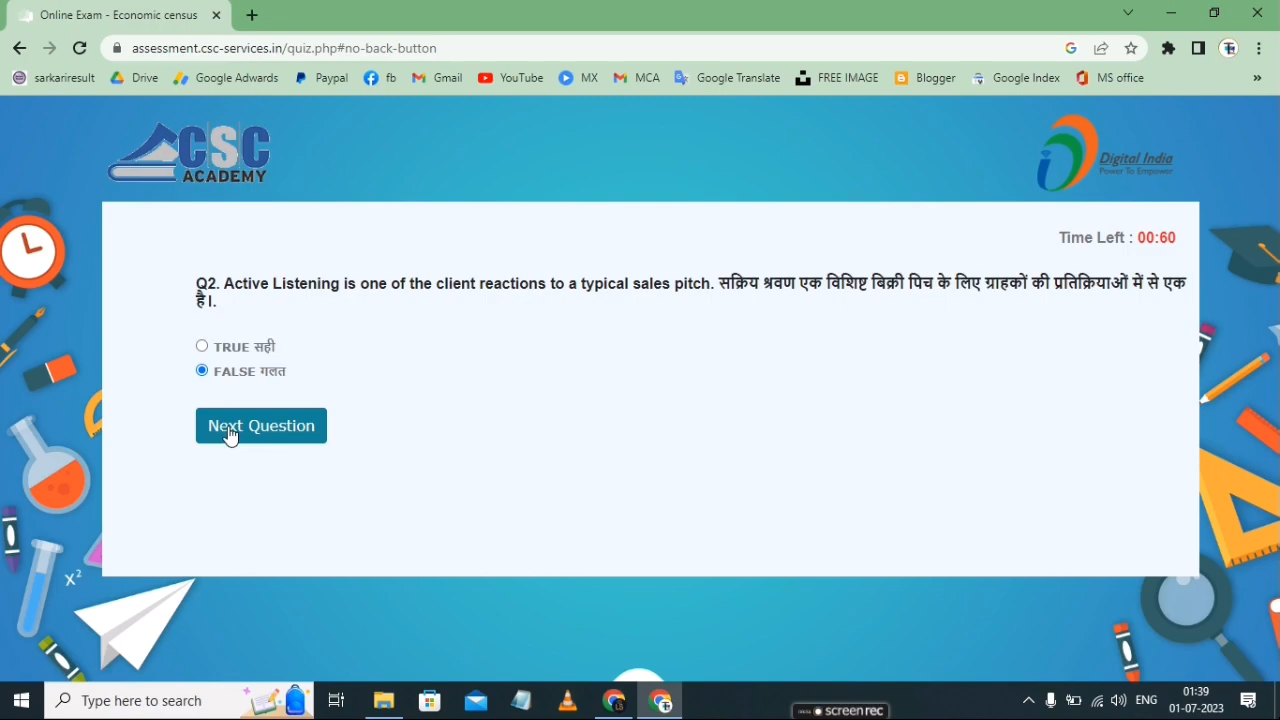 Online Exam - Economic census
assessment.csc-services.in/quiz.php#no-back-button
sarkariresult Drive Google Adwards Paypal fb Gmail YouTube MX MCA Google Translate FREE IMAGE Blogger Google Index MS office »
CSC
ACADEMY
Digital India
Power To Empower
Time Left : 00:60
Q2. Active Listening is one of the client reactions to a typical sales pitch. सक्रिय श्रवण एक विशिष्ट बिक्री पिच के लिए ग्राहकों की प्रतिक्रियाओं में से एक
है।.
TRUE सही
FALSE गलत
Next Question
x²
Type here to search
ENG
01:39
01-07-2023
screenrec